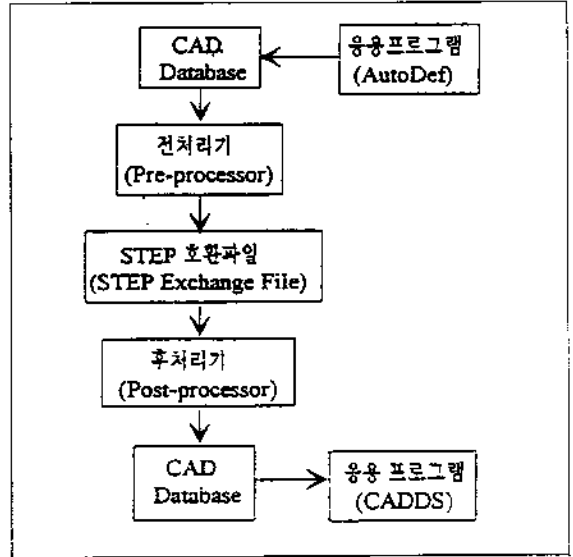 CAD
Database
응용프로그램
(AutoDef)
전처리기
(Pre-processor)
STEP 호환파일
(STEP Exchange File)
후처리기
(Post-processor)
CAD
Database
응용 프로그램
(CADDS)